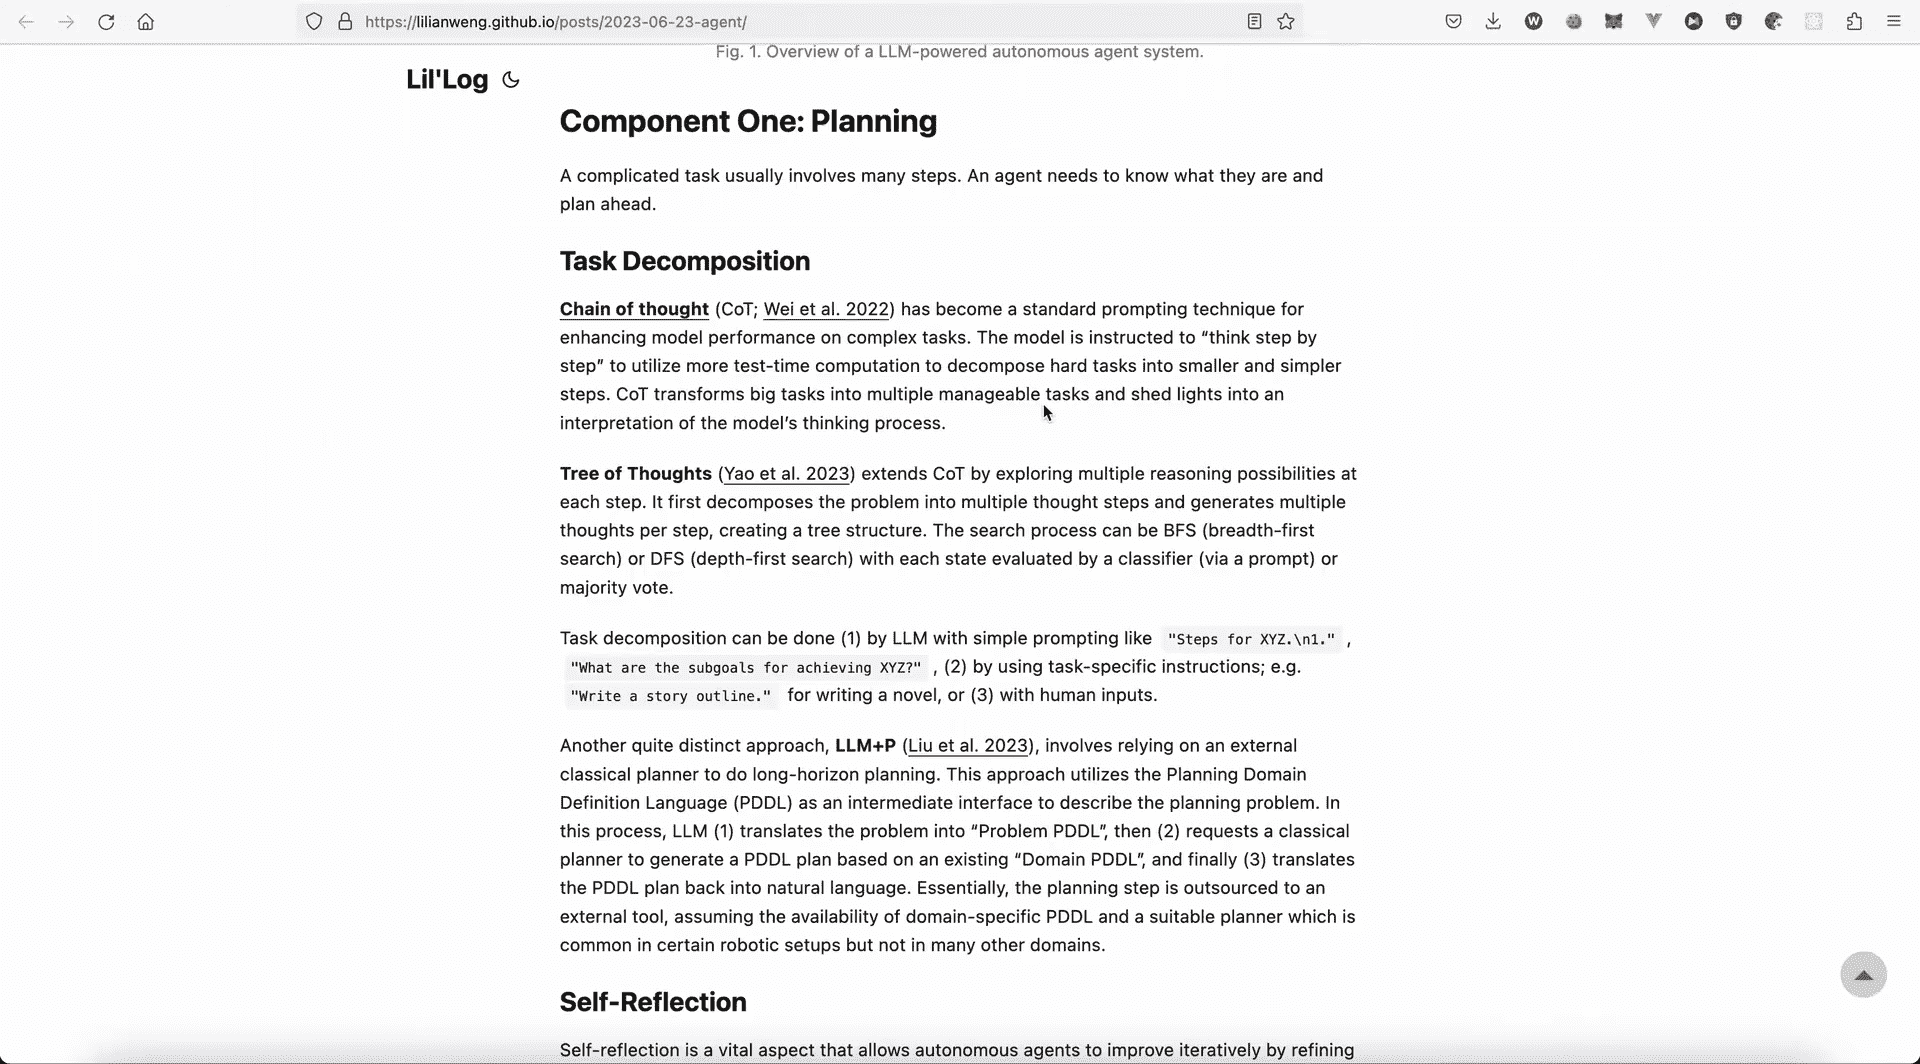 https://lilianweng.github.io/posts/2023-06-23-agent/
Fig. 1. Overview of a LLM-powered autonomous agent system.
Lil'Log
Component One: Planning
A complicated task usually involves many steps. An agent needs to know what they are and
plan ahead.
Task Decomposition
Chain of thought (CoT; Wei et al. 2022) has become a standard prompting technique for
enhancing model performance on complex tasks. The model is instructed to “think step by
step” to utilize more test-time computation to decompose hard tasks into smaller and simpler
steps. CoT transforms big tasks into multiple manageable tasks and shed lights into an
interpretation of the model’s thinking process.
Tree of Thoughts (Yao et al. 2023) extends CoT by exploring multiple reasoning possibilities at
each step. It first decomposes the problem into multiple thought steps and generates multiple
thoughts per step, creating a tree structure. The search process can be BFS (breadth-first
search) or DFS (depth-first search) with each state evaluated by a classifier (via a prompt) or
majority vote.
Task decomposition can be done (1) by LLM with simple prompting like "Steps for XYZ.\n1." ,
"What are the subgoals for achieving XYZ?" , (2) by using task-specific instructions; e.g.
"Write a story outline." for writing a novel, or (3) with human inputs.
Another quite distinct approach, LLM+P (Liu et al. 2023), involves relying on an external
classical planner to do long-horizon planning. This approach utilizes the Planning Domain
Definition Language (PDDL) as an intermediate interface to describe the planning problem. In
this process, LLM (1) translates the problem into “Problem PDDL”, then (2) requests a classical
planner to generate a PDDL plan based on an existing “Domain PDDL”, and finally (3) translates
the PDDL plan back into natural language. Essentially, the planning step is outsourced to an
external tool, assuming the availability of domain-specific PDDL and a suitable planner which is
common in certain robotic setups but not in many other domains.
Self-Reflection
Self-reflection is a vital aspect that allows autonomous agents to improve iteratively by refining